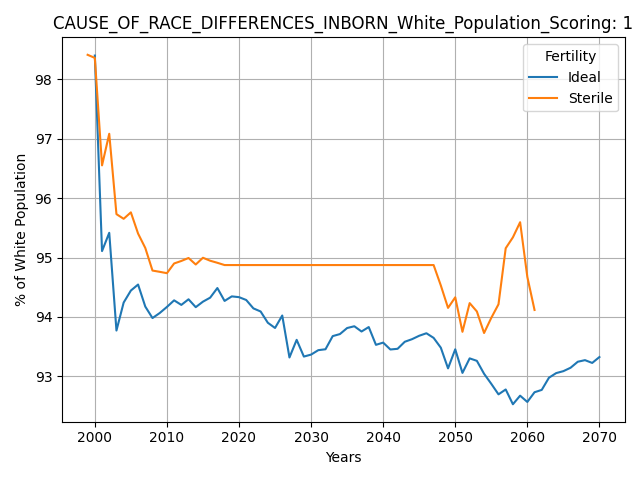 CAUSE_OF_RACE_DIFFERENCES_INBORN_White_Population_Scoring: 1
Fertility
Ideal
Sterile
% of White Population
98
97
96
95
94
93
2000 2010 2020 2030 2040 2050 2060 2070
Years